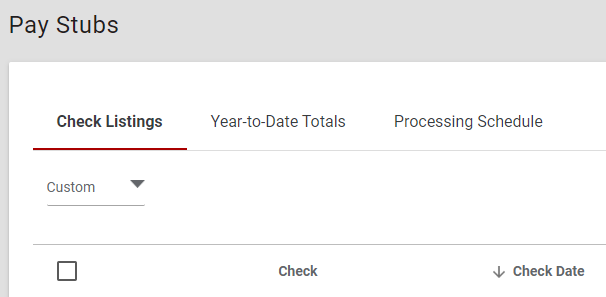 Pay Stubs
Check Listings Year-to-Date Totals Processing Schedule
Custom
Check Check Date